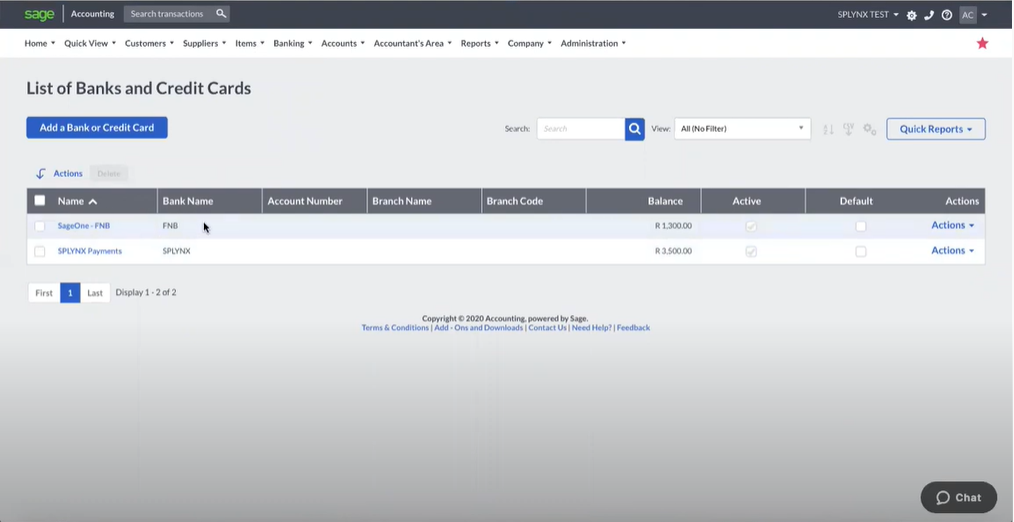 sage Accounting Search transactions SPLYNX TEST AC
Home Quick View Customers Suppliers Items Banking Accounts Accountant's Area Reports Company Administration
List of Banks and Credit Cards
Add a Bank or Credit Card Search: Search View: All (No Filter) Quick Reports
Actions Delete
Name Bank Name Account Number Branch Name Branch Code Balance Active Default Actions
SageOne - FNB FNB R 1,300.00 Actions
SPLYNX Payments SPLYNX R 3,500.00 Actions
First 1 Last Display 1 - 2 of 2
Copyright © 2020 Accounting, powered by Sage.
Terms & Conditions | Add - Ons and Downloads | Contact Us | Need Help? | Feedback
Chat